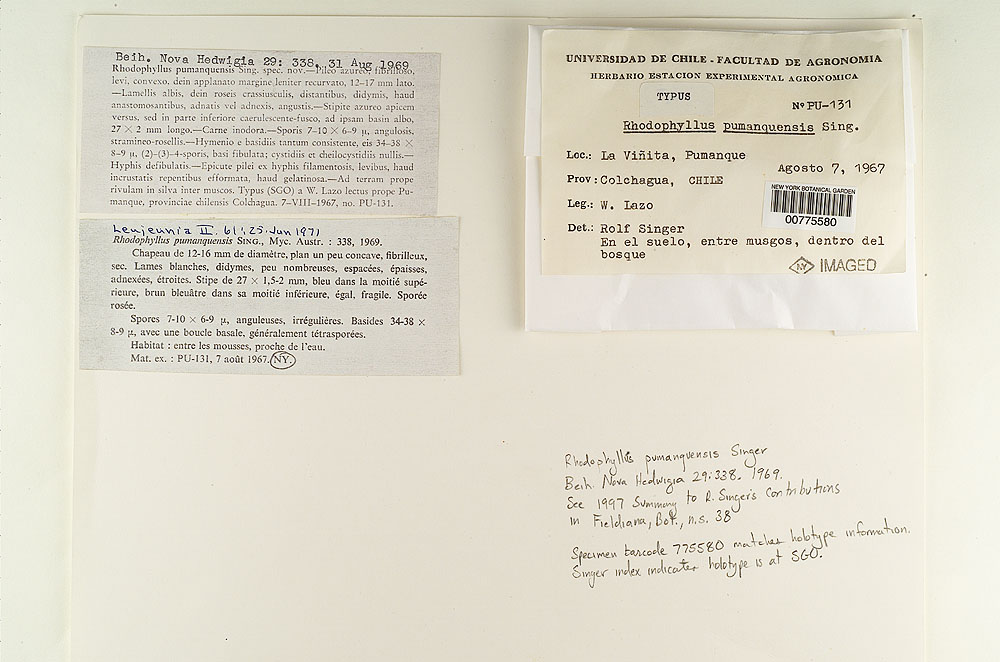 Beih. Nova Hedwigia 29: 338, 31 Aug 1969
Rhodophyllus pumanquensis Sing. spec. nov.—Pileo azureo, fibrilloso,
levi, convexo, dein applanato margine leniter recurvato, 12–17 mm lato.
—Lamellis albis, dein roseis crassiusculis, distantibus, didymis, haud
anastomosantibus, adnatis vel adnexis, angustis.—Stipite azureo apicem
versus, sed in parte inferiore caerulescente-fusco, ad ipsam basin albo,
27 × 2 mm longo.—Carne inodora.—Sporis 7–10 × 6–9 μ, angulosis,
stramineo-rosellis.—Hymenio e basidiis tantum consistente, eis 34–38 ×
8–9 μ, (2)-(3)-4-sporis, basi fibulata; cystidiis et cheilocystidiis nullis.—
Hyphis defibulatis.—Epicute pilei ex hyphis filamentosis, levibus, haud
incrustatis repentibus efformata, haud gelatinosa.—Ad terram prope
rivulam in silva inter muscos. Typus (SGO) a W. Lazo lectus prope Pu-
manque, provinciae chilensis Colchagua. 7–VIII–1967, no. PU-131.
Lenjeunia II. 61:25. Jun 1971
Rhodophyllus pumanquensis SING., Myc. Austr. : 338, 1969.
Chapeau de 12-16 mm de diamètre, plan un peu concave, fibrilleux,
sec. Lames blanches, didymes, peu nombreuses, espacées, épaisses,
adnexées, étroites. Stipe de 27 × 1,5-2 mm, bleu dans la moitié supé-
rieure, brun bleuâtre dans sa moitié inférieure, égal, fragile. Sporée
rosée.
Spores 7-10 × 6-9 μ, anguleuses, irrégulières. Basides 34-38 ×
8-9 μ, avec une boucle basale, généralement tétrasporées.
Habitat : entre les mousses, proche de l'eau.
Mat. ex. : PU-131, 7 août 1967. NY.
UNIVERSIDAD DE CHILE - FACULTAD DE AGRONOMIA
HERBARIO ESTACION EXPERIMENTAL AGRONOMICA
TYPUS
Nº PU-131
Rhodophyllus pumanquensis Sing.
Loc.: La Viñita, Pumanque
Agosto 7, 1967
Prov: Colchagua, CHILE
NEW YORK BOTANICAL GARDEN
00775580
Leg.: W. Lazo
Det.: Rolf Singer
En el suelo, entre musgos, dentro del
bosque
NY IMAGED
Rhodophyllis pumanquensis Singer
Beih. Nova Hedwigia 29:338. 1969.
See 1997 Summary to R. Singer's Contributions
in Fieldiana, Bot., n.s. 38
Specimen barcode 775580 matches holotype information.
Singer index indicates holotype is at SGO.